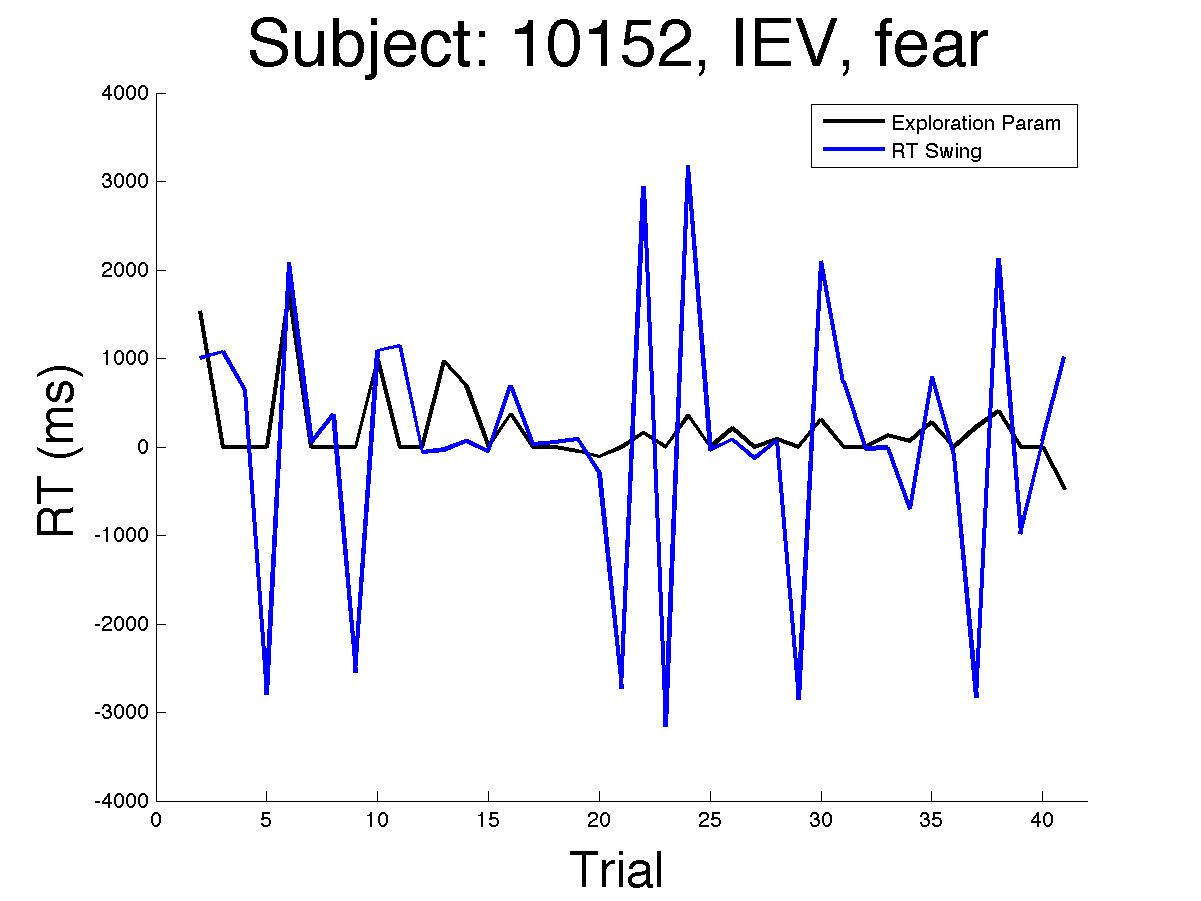 Subject: 10152, IEV, fear
4000
3000
2000
1000
0
-1000
-2000
-3000
-4000
RT (ms)
Exploration Param
RT Swing
0 5 10 15 20 25 30 35 40
Trial